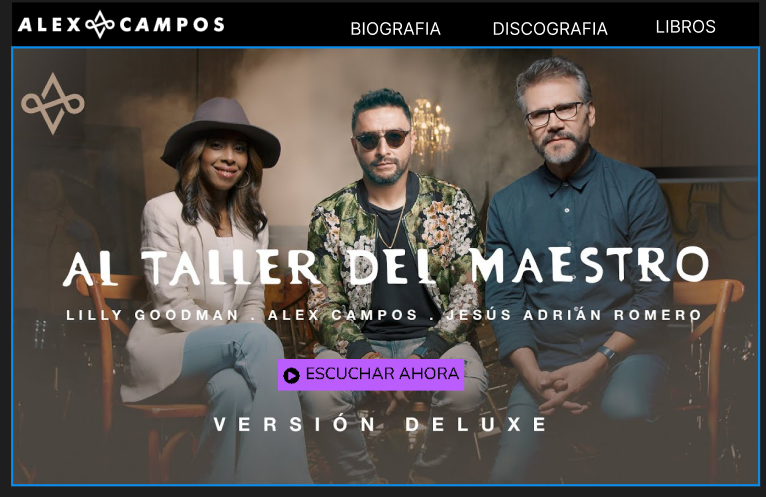 ALEX CAMPOS
BIOGRAFIA
DISCOGRAFIA
LIBROS
AL TALLER DEL MAESTRO
LILLY GOODMAN . ALEX CAMPOS . JESÚS ADRIÁN ROMERO
ESCUCHAR AHORA
VERSIÓN DELUXE